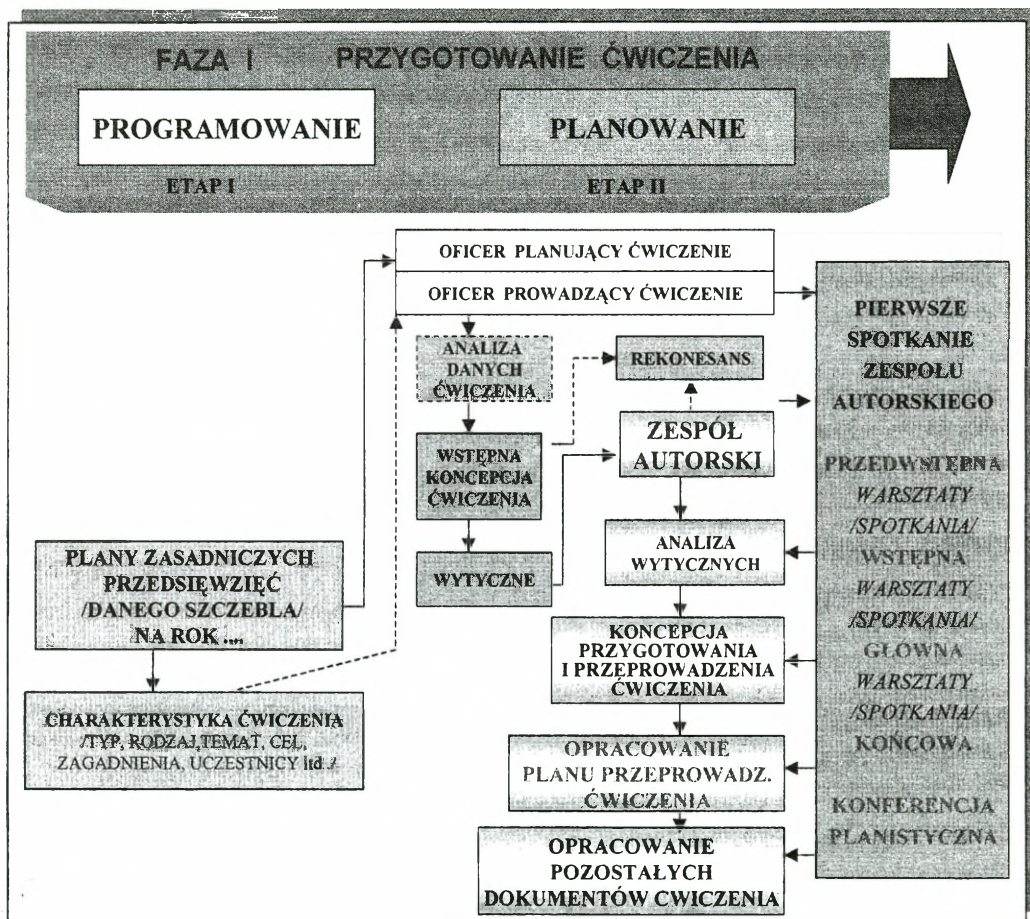 FAZA I PRZYGOTOWANIE ĆWICZENIA
PROGRAMOWANIE
PLANOWANIE
ETAP I
ETAP II
OFICER PLANUJĄCY ĆWICZENIE
OFICER PROWADZĄCY ĆWICZENIE
ANALIZA
DANYCH
ĆWICZENIA
REKONESANS
WSTĘPNA
KONCEPCJA
ĆWICZENIA
ZESPÓŁ
AUTORSKI
WYTYCZNE
PLANY ZASADNICZYCH
PRZEDSIĘWZIĘĆ
/DANEGO SZCZEBLA/
NA ROK ....
CHARAKTERYSTYKA ĆWICZENIA
/TYP, RODZAJ,TEMAT, CEL,
ZAGADNIENIA, UCZESTNICY itd ./
ANALIZA
WYTYCZNYCH
KONCEPCJA
PRZYGOTOWANIA
I PRZEPROWADZENIA
ĆWICZENIA
OPRACOWANIE
PLANU PRZEPROWADZ.
ĆWICZENIA
OPRACOWANIE
POZOSTAŁYCH
DOKUMENTÓW CWICZENIA
PIERWSZE
SPOTKANIE
ZESPOŁU
AUTORSKIEGO
PRZEDWSTĘPNA
WARSZTATY
/SPOTKANIA/
WSTĘPNA
WARSZTATY
/SPOTKANIA/
GŁÓWNA
WARSZTATY
/SPOTKANIA/
KOŃCOWA
KONFERENCJA
PLANISTYCZNA